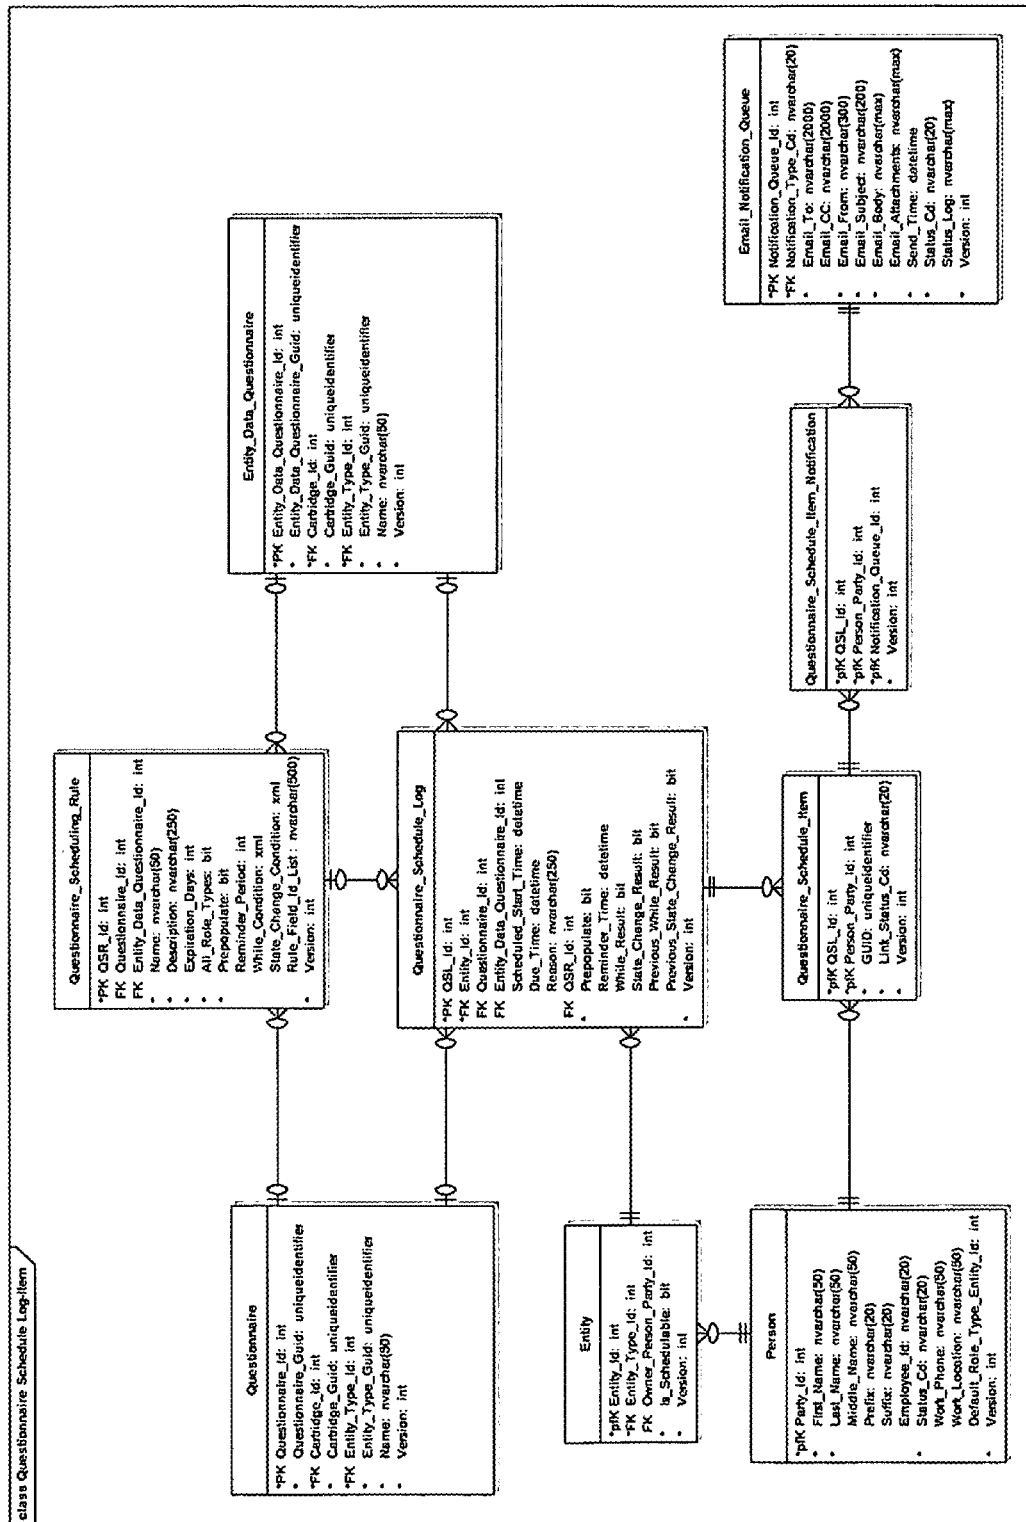 class Questionnaire Schedule Log-Item
Questionnaire
*PK Questionnaire_Id: int
* Questionnaire_Guid: uniqueidentifier
*FK Cartridge_Id: int
* Cartridge_Guid: uniqueidentifier
*FK Entity_Type_Id: int
* Entity_Type_Guid: uniqueidentifier
* Name: nvarchar(50)
* Version: int
Questionnaire_Scheduling_Rule
*PK QSR_Id: int
FK Questionnaire_Id: int
FK Entity_Data_Questionnaire_Id: int
* Name: nvarchar(50)
* Description: nvarchar(250)
* Expiration_Days: int
* All_Role_Types: bit
* Prepopulate: bit
Reminder_Period: int
While_Condition: xml
State_Change_Condition: xml
Rule_Field_Id_List: nvarchar(500)
* Version: int
Entity_Data_Questionnaire
*PK Entity_Data_Questionnaire_Id: int
* Entity_Data_Questionnaire_Guid: uniqueidentifier
*FK Cartridge_Id: int
* Cartridge_Guid: uniqueidentifier
*FK Entity_Type_Id: int
* Entity_Type_Guid: uniqueidentifier
* Name: nvarchar(50)
* Version: int
Questionnaire_Schedule_Log
*PK QSL_Id: int
*FK Entity_Id: int
FK Questionnaire_Id: int
FK Entity_Data_Questionnaire_Id: int
Scheduled_Start_Time: datetime
Due_Time: datetime
Reason: nvarchar(250)
FK QSR_Id: int
* Prepopulate: bit
Reminder_Time: datetime
While_Result: bit
State_Change_Result: bit
Previous_While_Result: bit
Previous_State_Change_Result: bit
* Version: int
Entity
*pfK Entity_Id: int
*FK Entity_Type_Id: int
FK Owner_Person_Party_Id: int
* Is_Schedulable: bit
* Version: int
Person
*pfK Party_Id: int
* First_Name: nvarchar(50)
* Last_Name: nvarchar(50)
Middle_Name: nvarchar(50)
Prefix: nvarchar(20)
Suffix: nvarchar(20)
Employee_Id: nvarchar(20)
* Status_Cd: nvarchar(20)
Work_Phone: nvarchar(50)
Work_Location: nvarchar(50)
Default_Role_Type_Entity_Id: int
* Version: int
Questionnaire_Schedule_Item
*pfK QSL_Id: int
*pfK Person_Party_Id: int
* GUID: uniqueidentifier
* Link_Status_Cd: nvarchar(20)
* Version: int
Questionnaire_Schedule_Item_Notification
*pfK QSL_Id: int
*pfK Person_Party_Id: int
*pfK Notification_Queue_Id: int
* Version: int
Email_Notification_Queue
*PK Notification_Queue_Id: int
*FK Notification_Type_Cd: nvarchar(20)
* Email_To: nvarchar(2000)
Email_CC: nvarchar(2000)
* Email_From: nvarchar(300)
* Email_Subject: nvarchar(200)
* Email_Body: nvarchar(max)
Email_Attachments: nvarchar(max)
* Send_Time: datetime
* Status_Cd: nvarchar(20)
Status_Log: nvarchar(max)
* Version: int